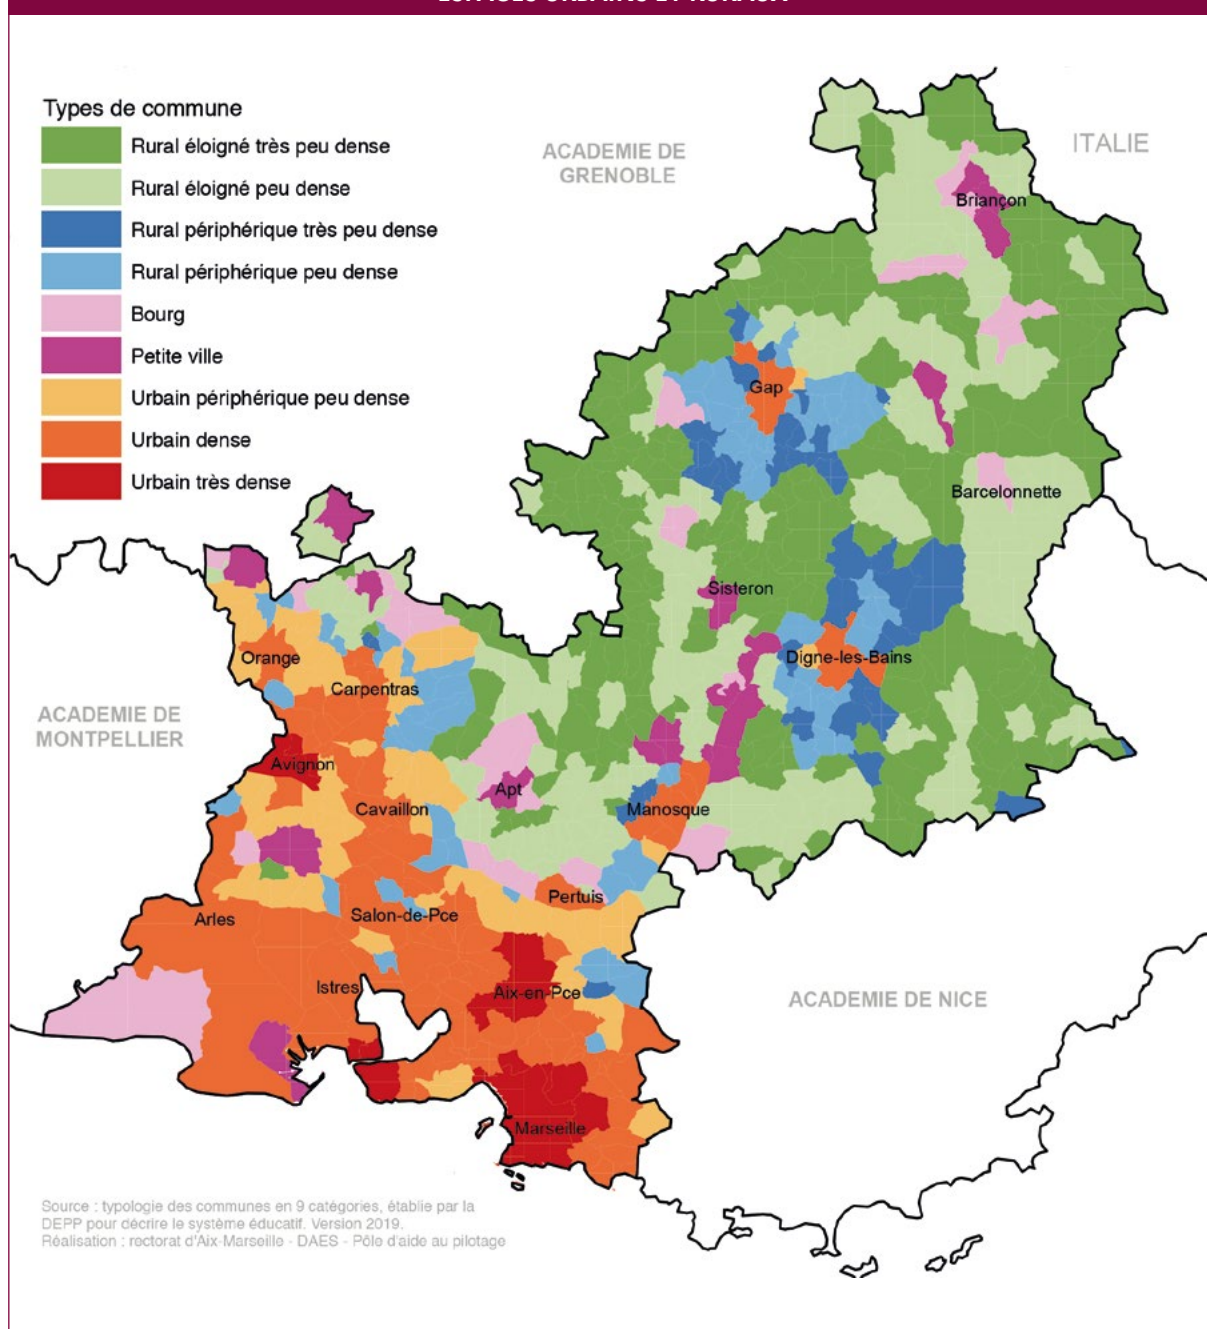 Types de commune
Rural éloigné très peu dense
Rural éloigné peu dense
Rural périphérique très peu dense
Rural périphérique peu dense
Bourg
Petite ville
Urbain périphérique peu dense
Urbain dense
Urbain très dense
ACADEMIE DE
GRENOBLE
ITALIE
Briançon
Gap
Barcelonnette
Sisteron
Digne-les-Bains
Orange
Carpentras
ACADEMIE DE
MONTPELLIER
Avignon
Apt
Cavaillon
Manosque
Pertuis
Arles
Salon-de-Pce
Istres
Aix-en-Pce
ACADEMIE DE NICE
Marseille
Source : typologie des communes en 9 catégories, établie par la
DEPP pour décrire le système éducatif. Version 2019.
Réalisation : rectorat d'Aix-Marseille - DAES - Pôle d'aide au pilotage